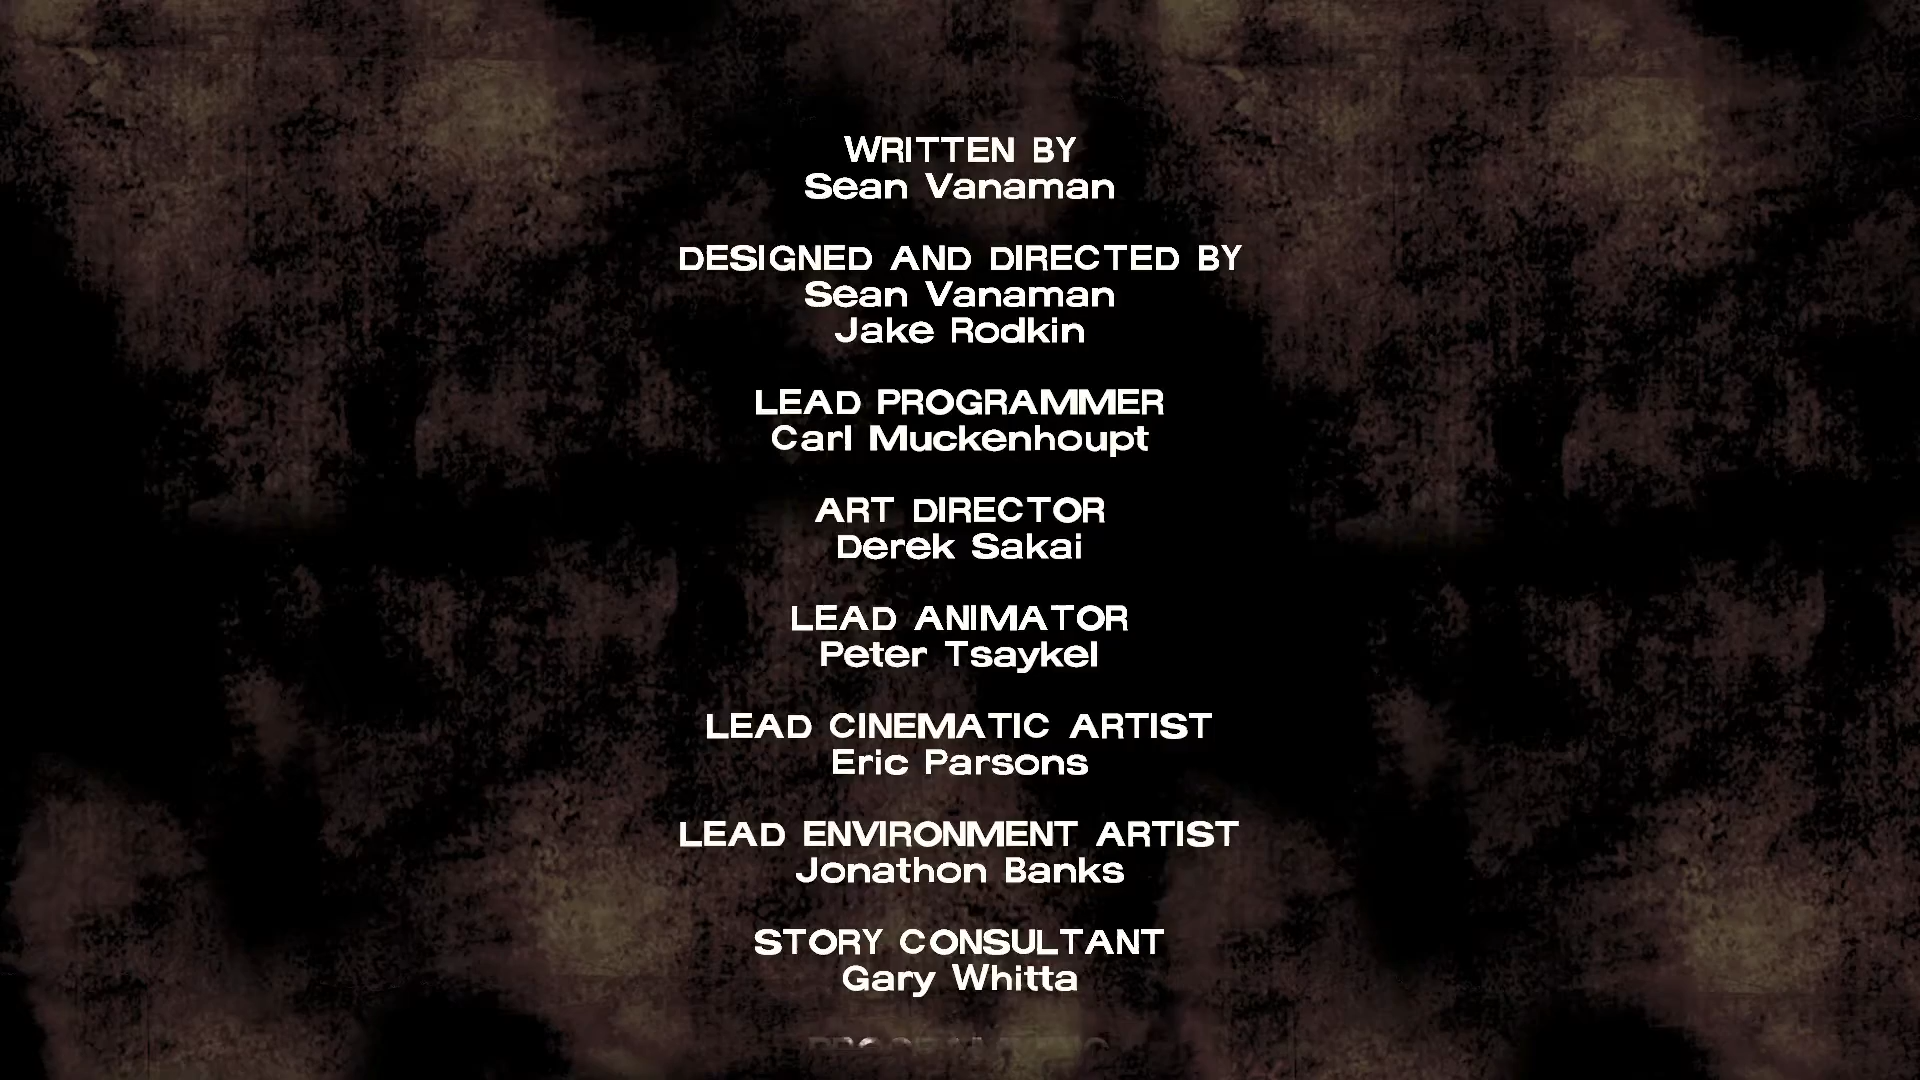 WRITTEN BY
Sean Vanaman
DESIGNED AND DIRECTED BY
Sean Vanaman
Jake Rodkin
LEAD PROGRAMMER
Carl Muckenhoupt
ART DIRECTOR
Derek Sakai
LEAD ANIMATOR
Peter Tsaykel
LEAD CINEMATIC ARTIST
Eric Parsons
LEAD ENVIRONMENT ARTIST
Jonathon Banks
STORY CONSULTANT
Gary Whitta